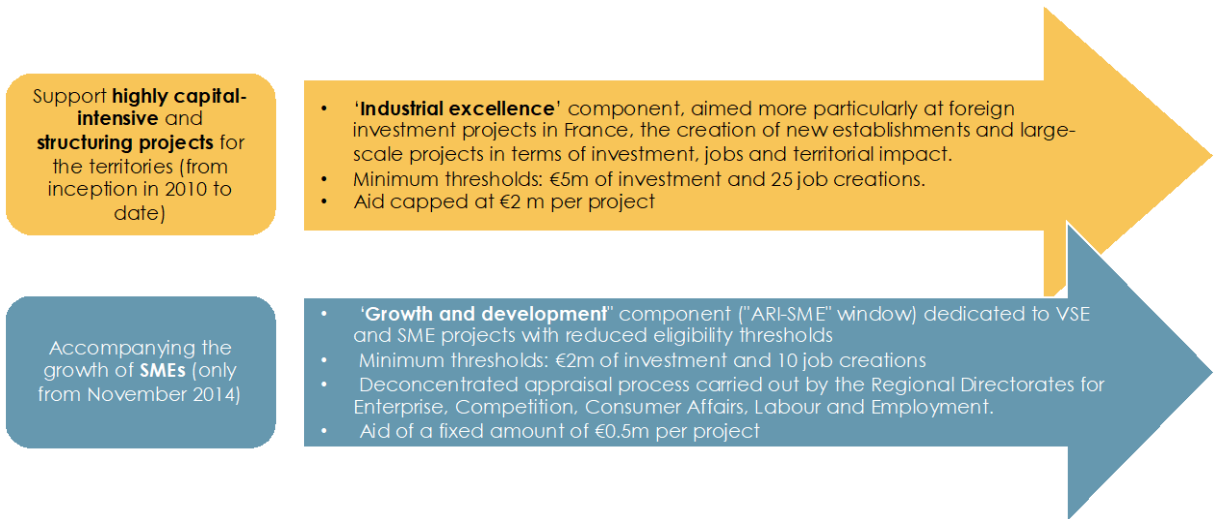 Support highly capital-
intensive and
structuring projects for
the territories (from
inception in 2010 to
date)
• ‘Industrial excellence’ component, aimed more particularly at foreign
investment projects in France, the creation of new establishments and large-
scale projects in terms of investment, jobs and territorial impact.
• Minimum thresholds: €5m of investment and 25 job creations.
• Aid capped at €2 m per project
Accompanying the
growth of SMEs (only
from November 2014)
• ‘Growth and development" component ("ARI-SME" window) dedicated to VSE
and SME projects with reduced eligibility thresholds
• Minimum thresholds: €2m of investment and 10 job creations
• Deconcentrated appraisal process carried out by the Regional Directorates for
Enterprise, Competition, Consumer Affairs, Labour and Employment.
• Aid of a fixed amount of €0.5m per project